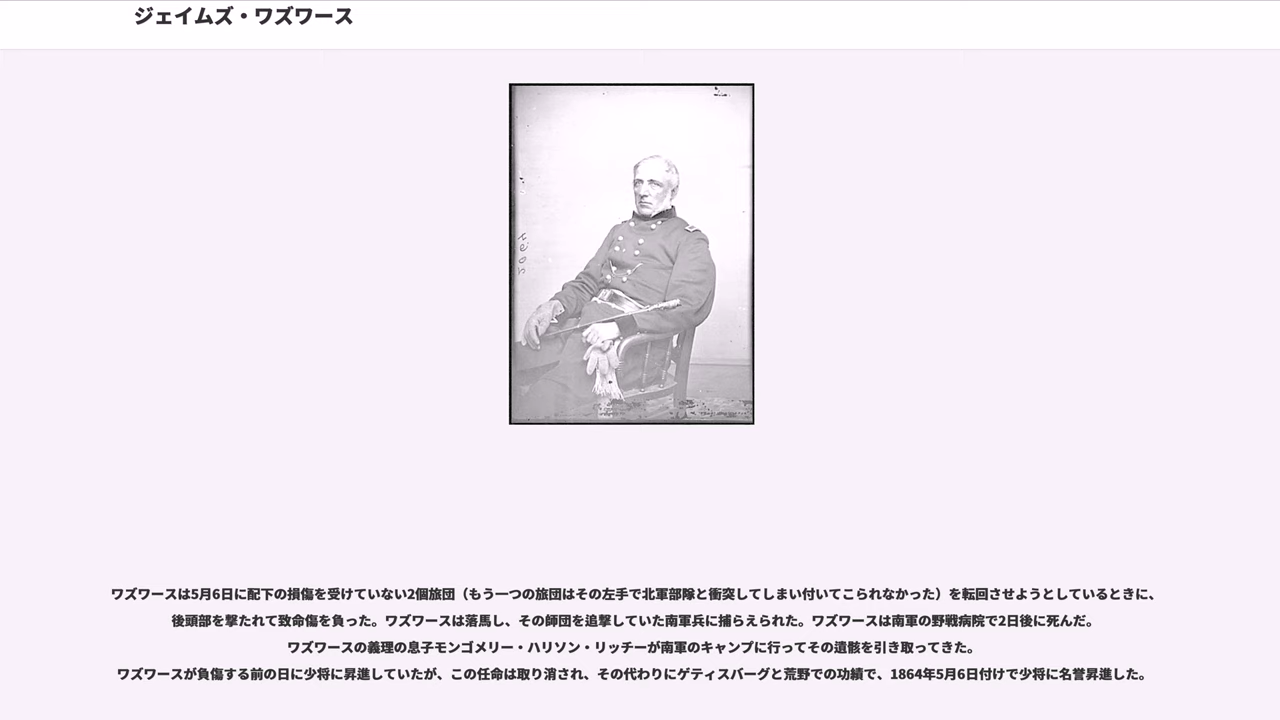 ジェイムズ・ワズワース
ワズワースは5月6日に配下の損傷を受けていない2個旅団（もう一つの旅団はその左手で北軍部隊と衝突してしまい付いてこられなかった）を転回させようとしているときに、
後頭部を撃たれて致命傷を負った。ワズワースは落馬し、その師団を追撃していた南軍兵に捕らえられた。ワズワースは南軍の野戦病院で2日後に死んだ。
ワズワースの義理の息子モンゴメリー・ハリソン・リッチーが南軍のキャンプに行ってその遺骸を引き取ってきた。
ワズワースが負傷する前の日に少将に昇進していたが、この任命は取り消され、その代わりにゲティスバーグと荒野での功績で、1864年5月6日付けで少将に名誉昇進した。